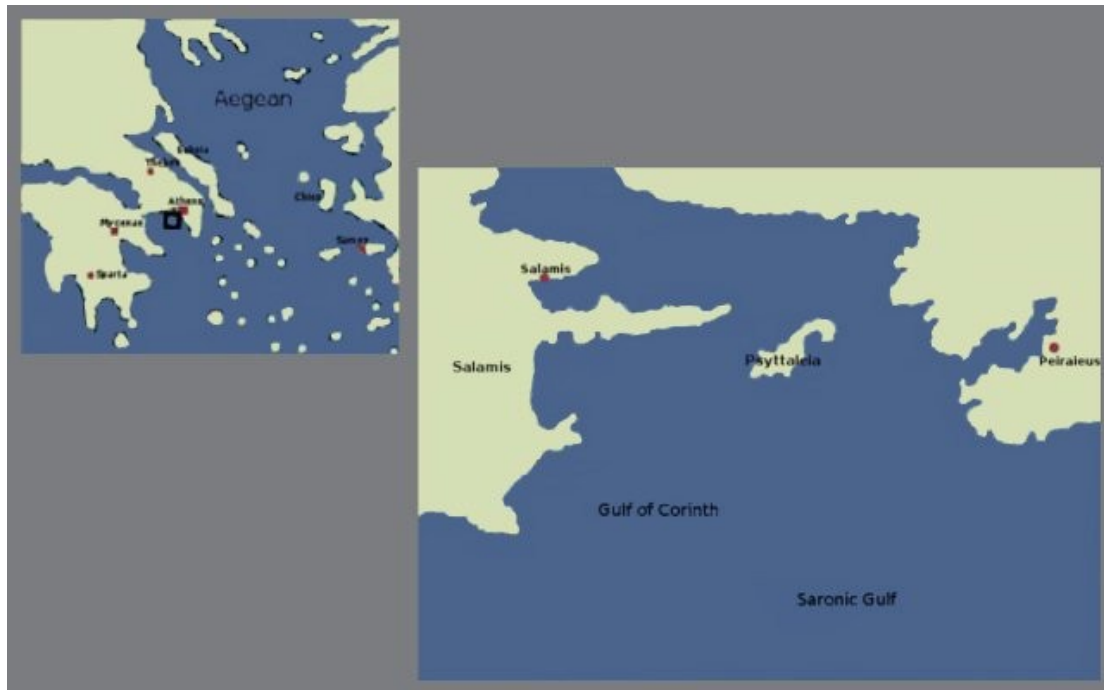 Aegean
Euboia
Thebes
Chios
Athens
Mycenae
Samos
Sparta
Salamis
Salamis
Psyttaleia
Peiraieus
Gulf of Corinth
Saronic Gulf